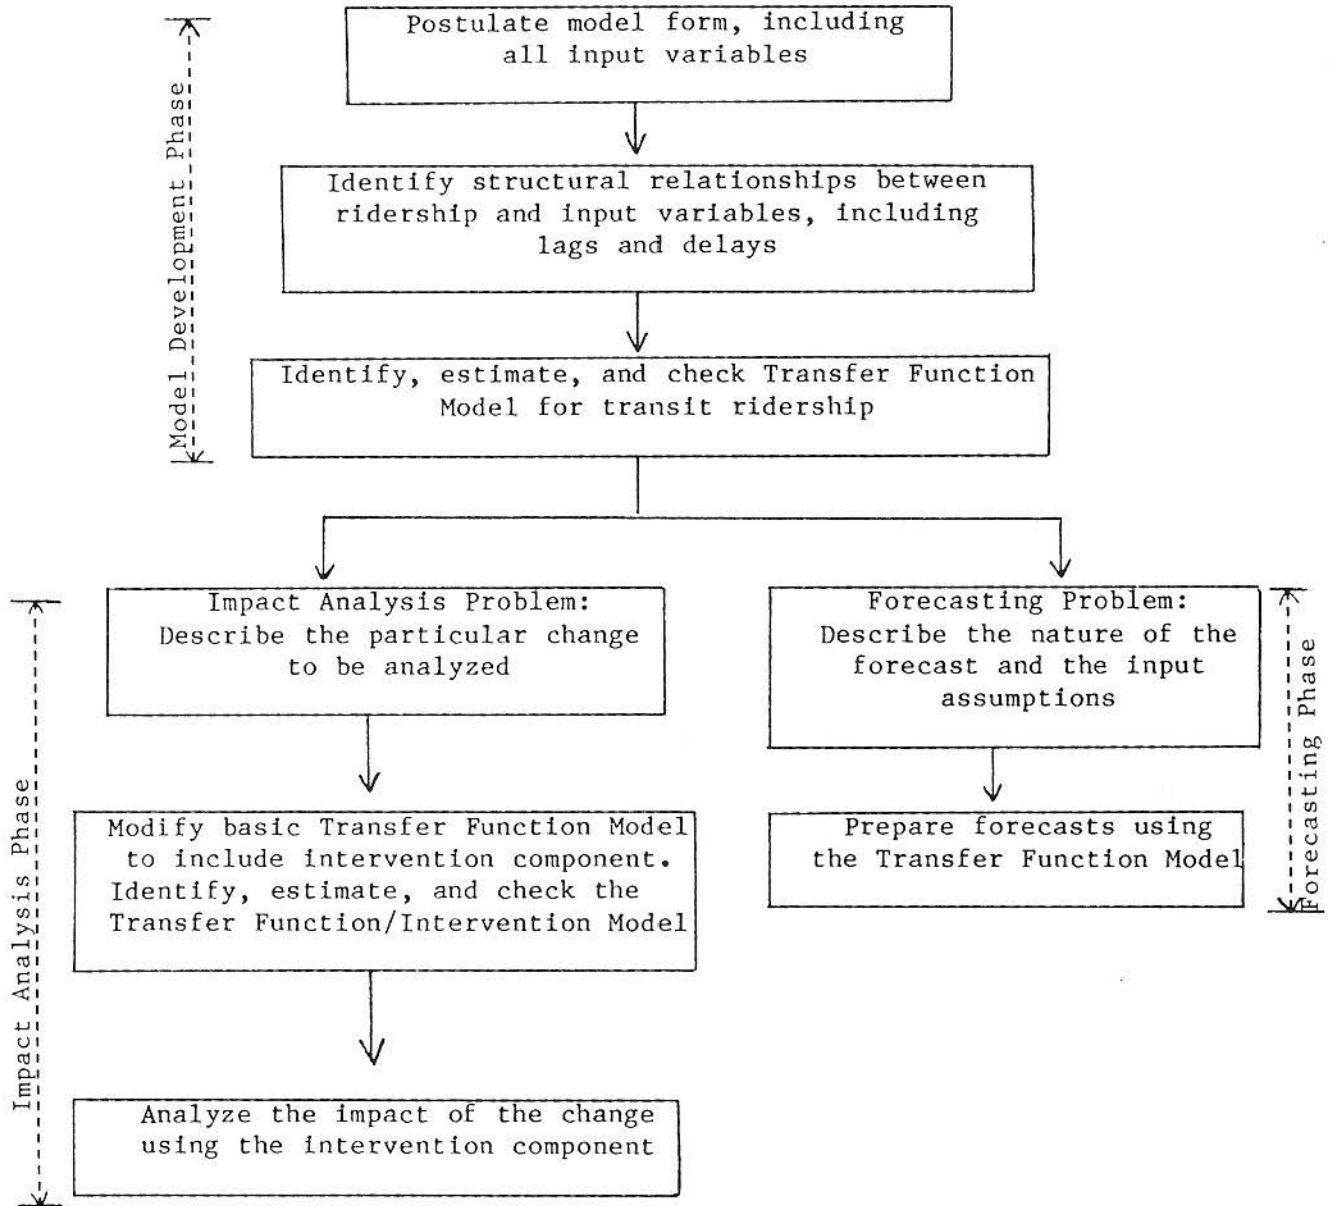 Postulate model form, including
all input variables
Model Development Phase
Identify structural relationships between
ridership and input variables, including
lags and delays
Identify, estimate, and check Transfer Function
Model for transit ridership
Impact Analysis Phase
Impact Analysis Problem:
Describe the particular change
to be analyzed
Modify basic Transfer Function Model
to include intervention component.
Identify, estimate, and check the
Transfer Function/Intervention Model
Analyze the impact of the change
using the intervention component
Forecasting Problem:
Describe the nature of the
forecast and the input
assumptions
Prepare forecasts using
the Transfer Function Model
Forecasting Phase